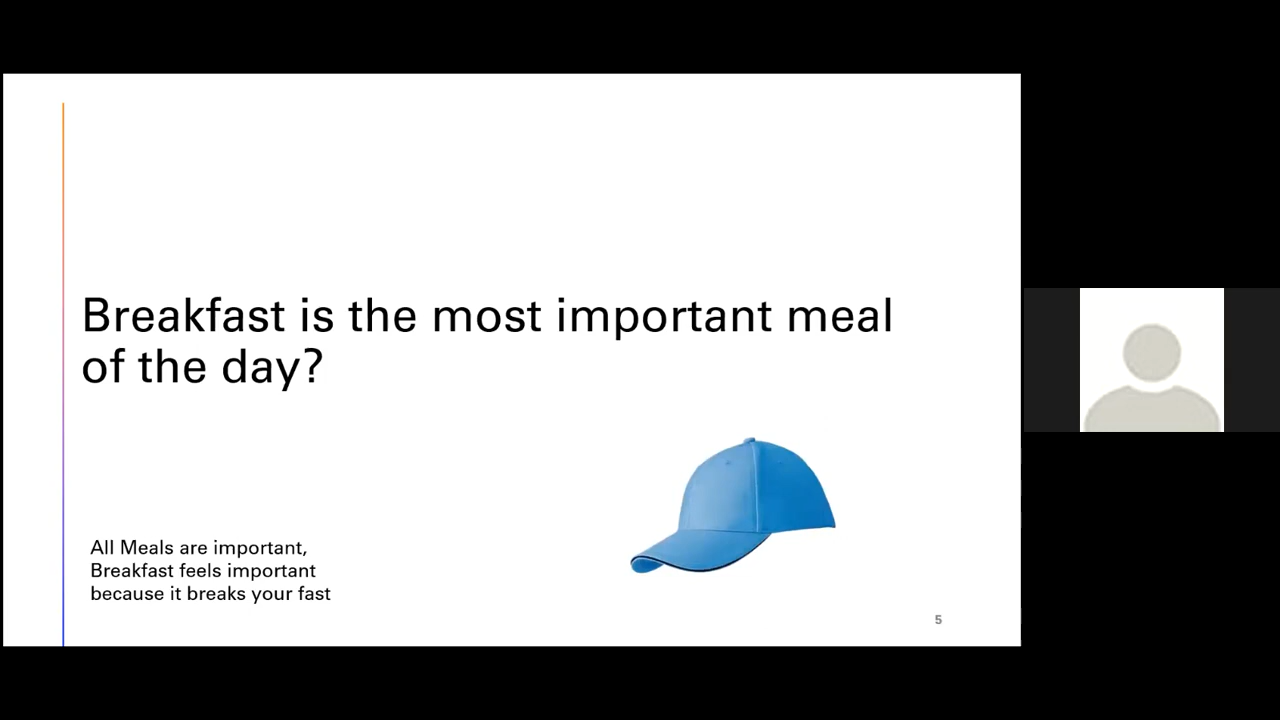 Breakfast is the most important meal
of the day?
All Meals are important,
Breakfast feels important
because it breaks your fast
5